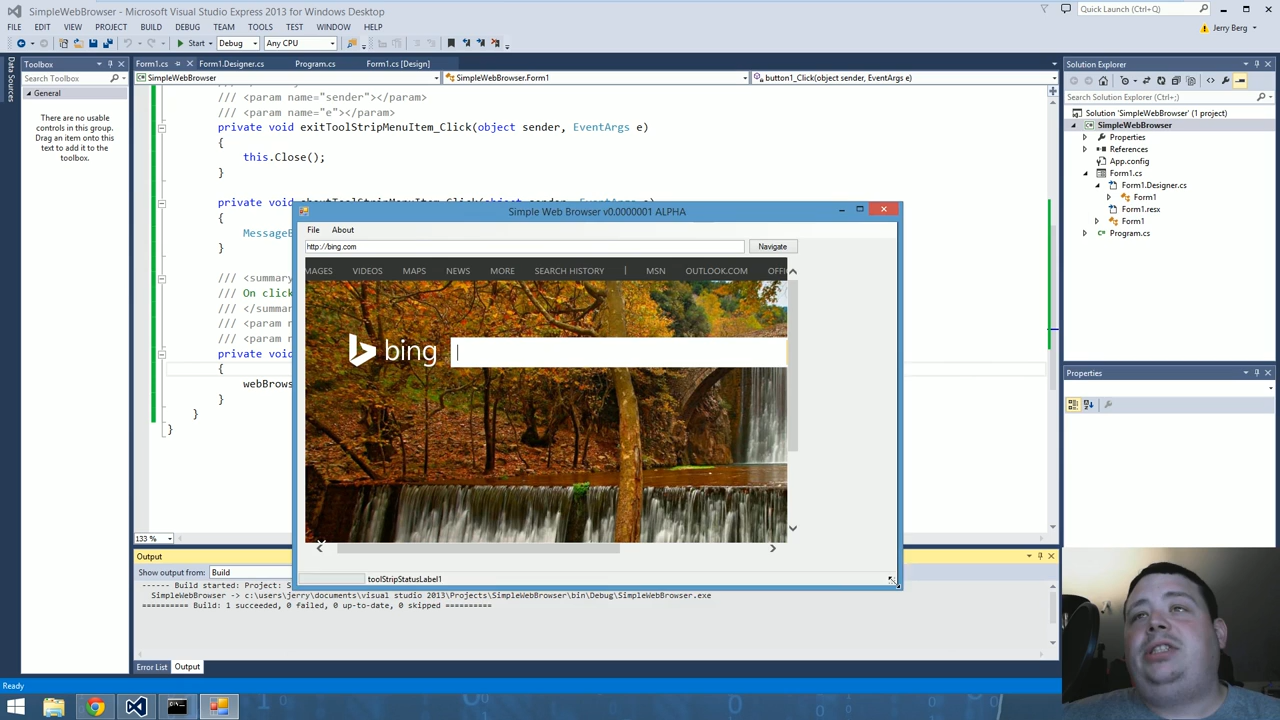 SimpleWebBrowser - Microsoft Visual Studio Express 2013 for Windows Desktop
Quick Launch (Ctrl+Q)
FILE EDIT VIEW PROJECT BUILD DEBUG TEAM TOOLS TEST WINDOW HELP
Jerry Berg
Start Debug Any CPU
Data Sources
Toolbox
Search Toolbox
General
There are no usable
controls in this group.
Drag an item onto this
text to add it to the
toolbox.
Form1.cs Form1.Designer.cs Program.cs Form1.cs [Design]
SimpleWebBrowser SimpleWebBrowser.Form1 button1_Click(object sender, EventArgs e)
/// <param name="sender"></param>
/// <param name="e"></param>
private void exitToolStripMenuItem_Click(object sender, EventArgs e)
{
this.Close();
}
private void aboutToolStripMenuItem_Click(object sender, EventArgs e)
{
MessageB
}
/// <summary
/// On click
/// </summar
/// <param n
/// <param n
private void
{
webBrows
}
}
}
Simple Web Browser v0.0000001 ALPHA
File About
http://bing.com Navigate
MAGES VIDEOS MAPS NEWS MORE SEARCH HISTORY | MSN OUTLOOK.COM OFFI
bing
toolStripStatusLabel1
133 %
Output
Show output from: Build
------ Build started: Project: S
SimpleWebBrowser -> c:\users\jerry\documents\visual studio 2013\Projects\SimpleWebBrowser\bin\Debug\SimpleWebBrowser.exe
========== Build: 1 succeeded, 0 failed, 0 up-to-date, 0 skipped ==========
Error List Output
Ready
Solution Explorer
Search Solution Explorer (Ctrl+;)
Solution 'SimpleWebBrowser' (1 project)
SimpleWebBrowser
Properties
References
App.config
Form1.cs
Form1.Designer.cs
Form1
Form1.resx
Form1
Program.cs
Properties